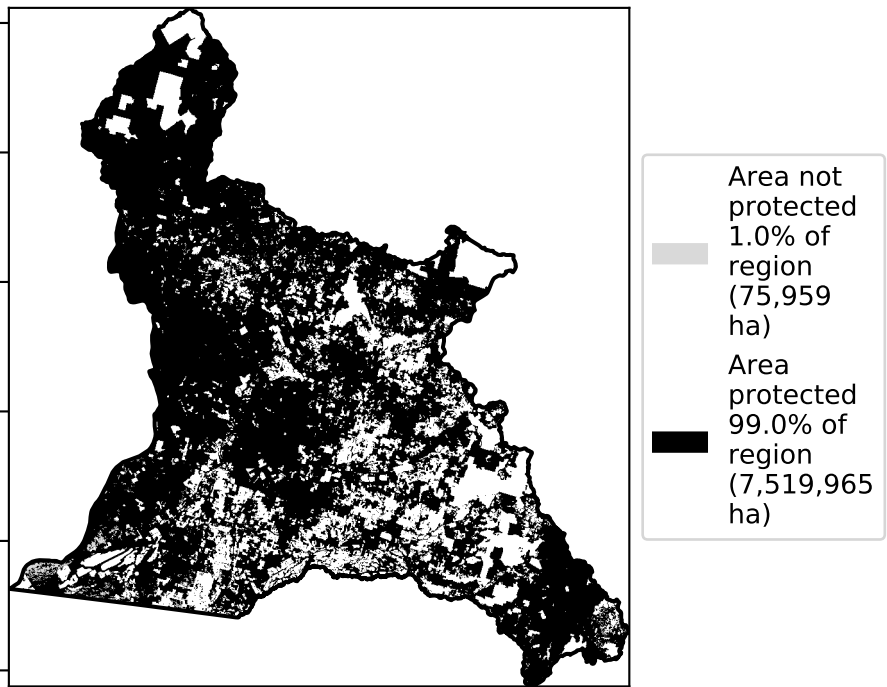 Area not
protected
1.0% of
region
(75,959
ha)
Area
protected
99.0% of
region
(7,519,965
ha)